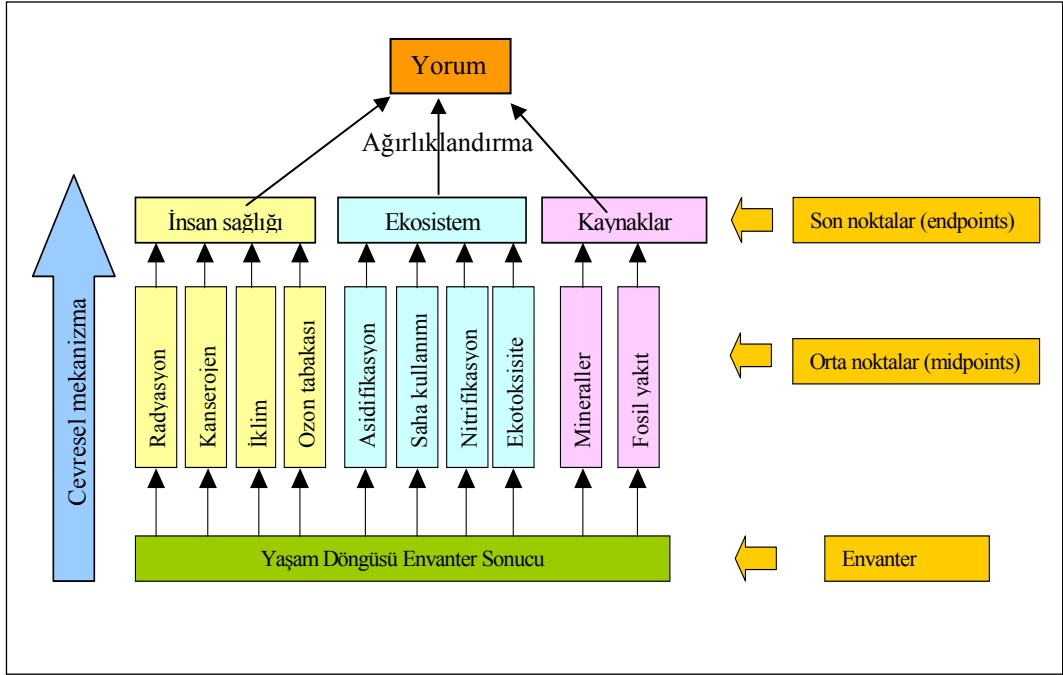 Yorum
Ağırlıklandırma
İnsan sağlığı
Ekosistem
Kaynaklar
Son noktalar (endpoints)
Çevresel mekanizma
Radyasyon
Kanserojen
İklim
Ozon tabakası
Asidifikasyon
Saha kullanımı
Nitrifikasyon
Ekotoksisite
Mineraller
Fosil yakıt
Orta noktalar (midpoints)
Yaşam Döngüsü Envanter Sonucu
Envanter